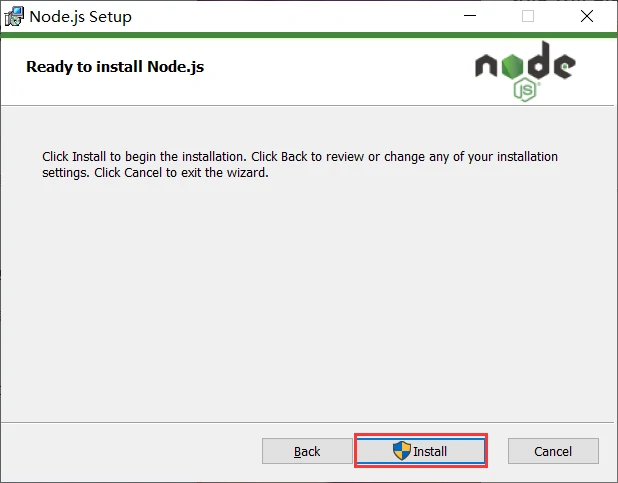 Node.js Setup
Ready to install Node.js
node
JS
Click Install to begin the installation. Click Back to review or change any of your installation
settings. Click Cancel to exit the wizard.
Back
Install
Cancel